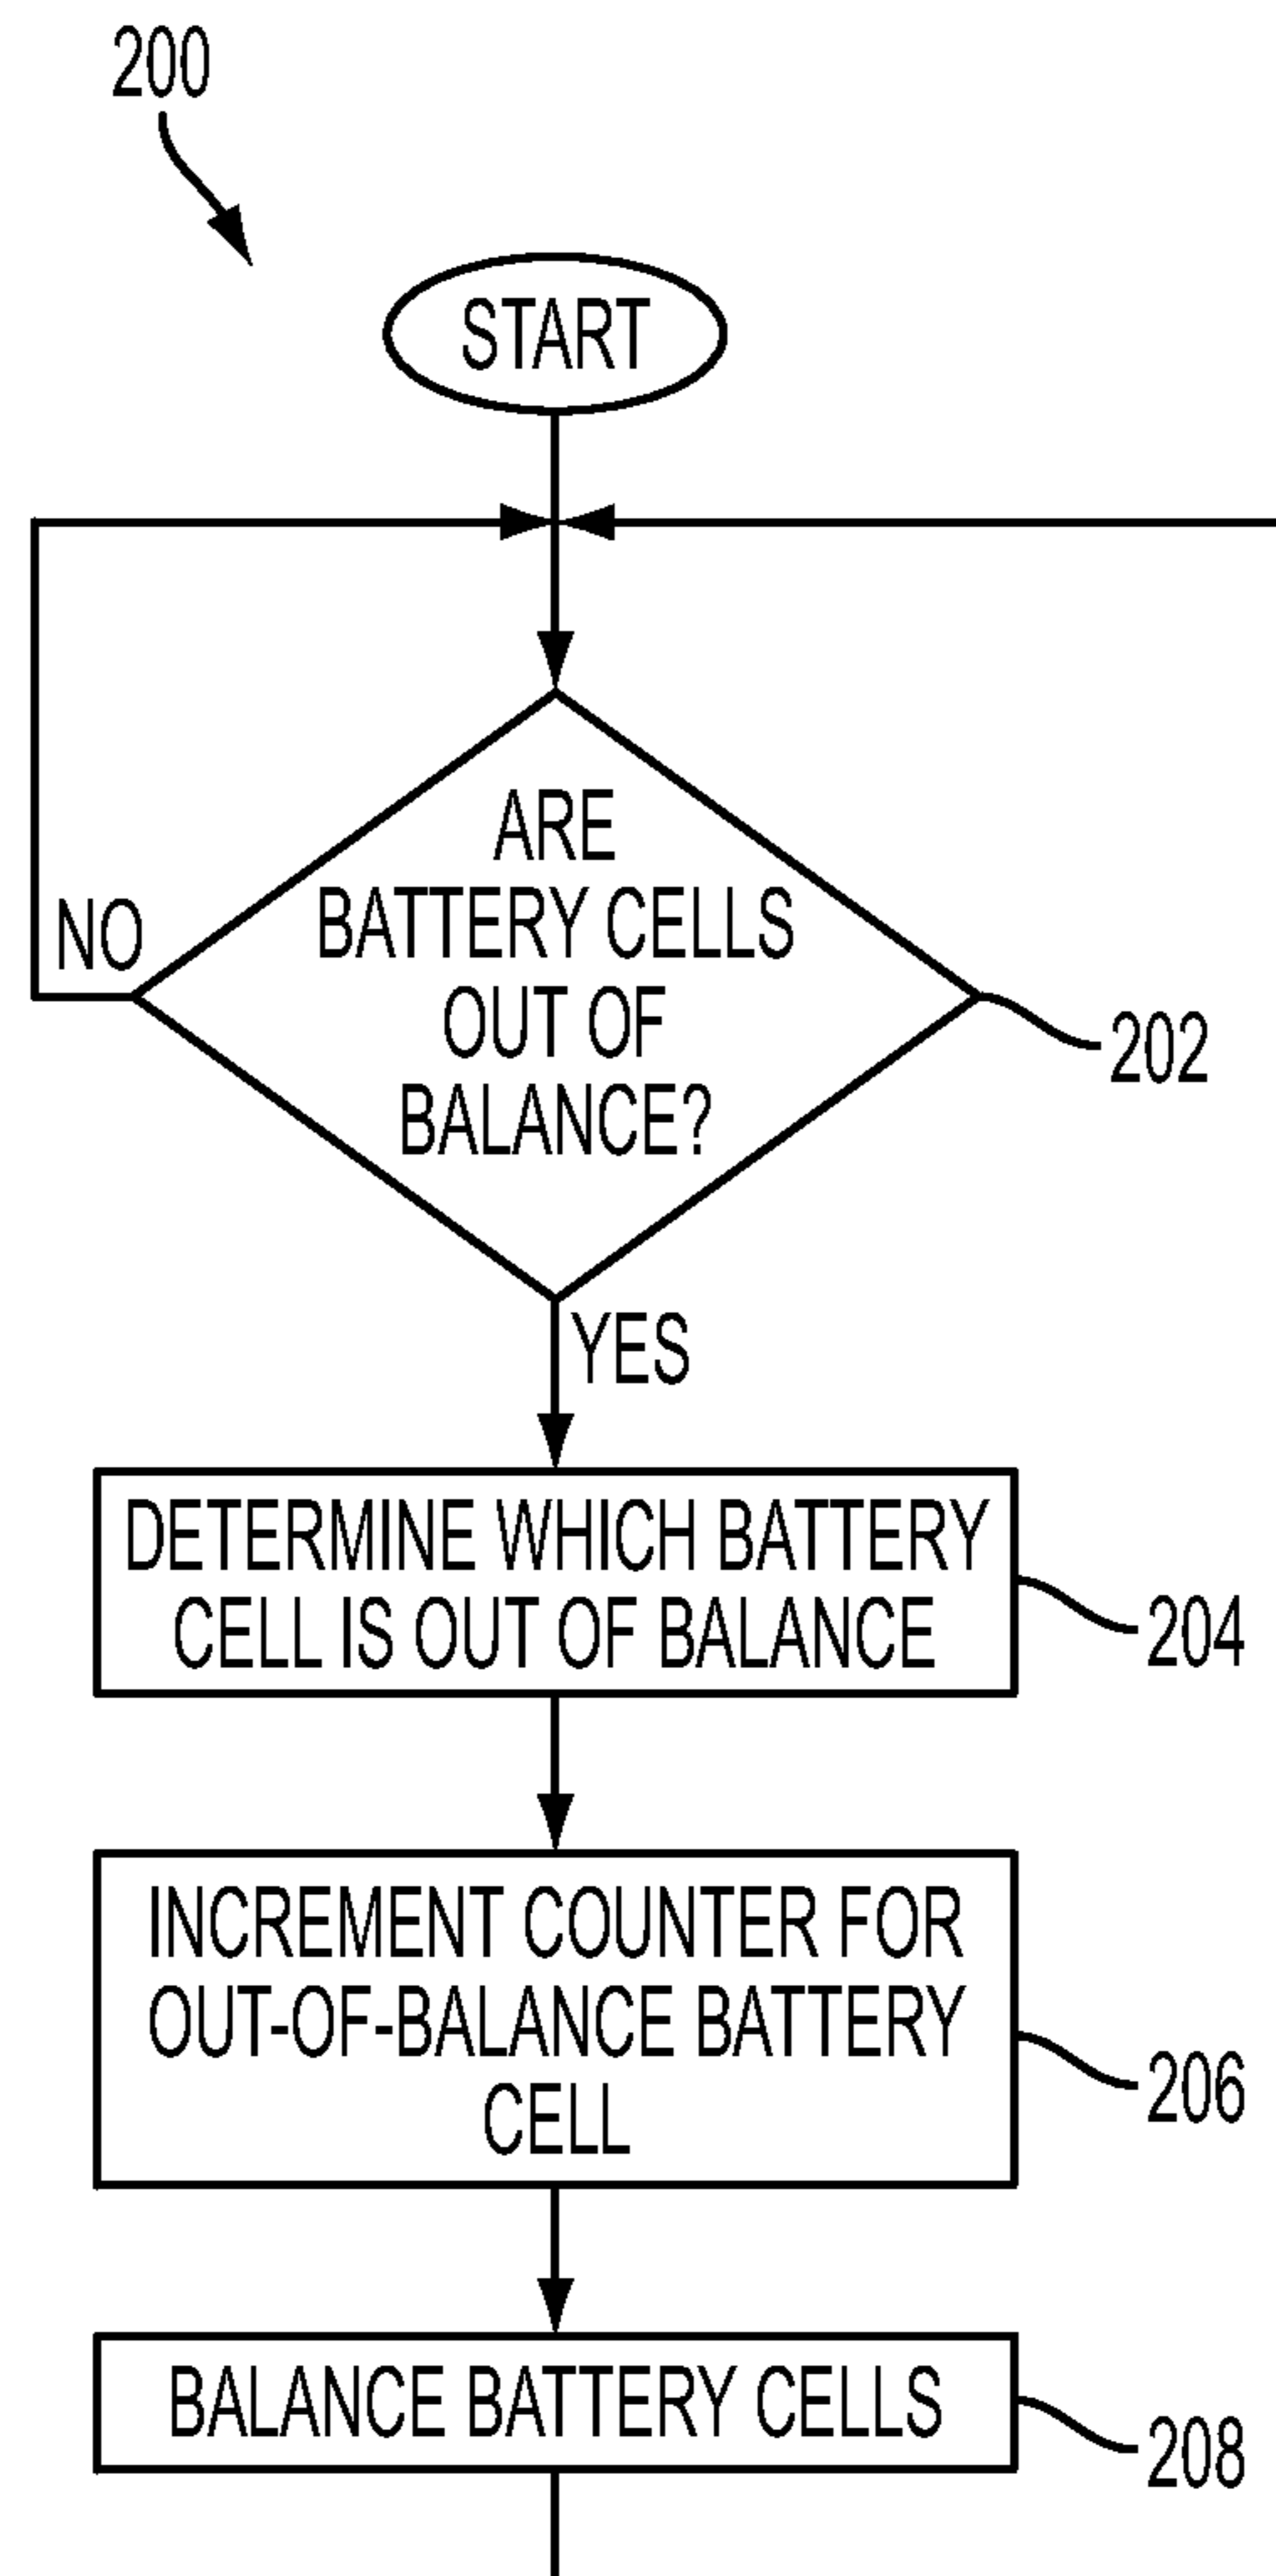 200
START
NO
ARE
BATTERY CELLS
OUT OF
BALANCE?
202
YES
DETERMINE WHICH BATTERY
CELL IS OUT OF BALANCE
204
INCREMENT COUNTER FOR
OUT-OF-BALANCE BATTERY
CELL
206
BALANCE BATTERY CELLS
208